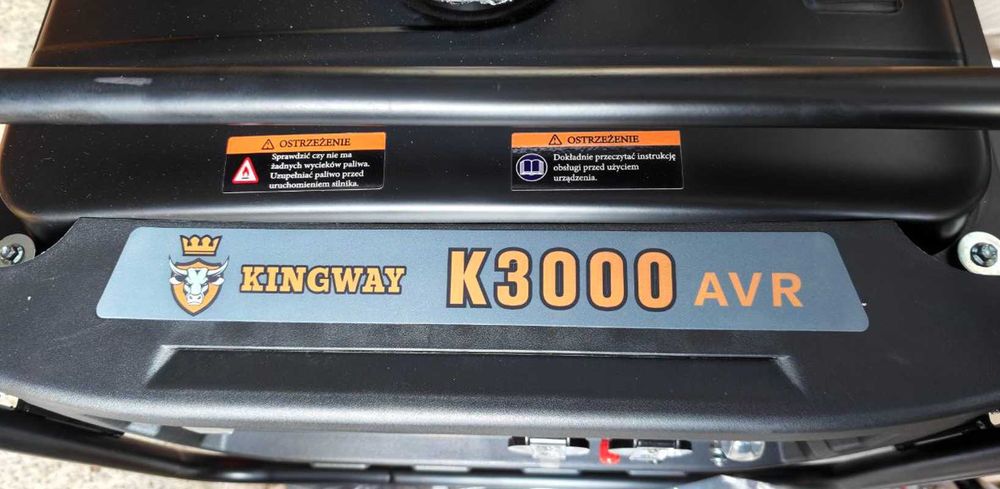 OSTRZEŻENIE
Sprawdzić czy nie ma
żadnych wycieków paliwa.
Uzupełniać paliwo przed
uruchomieniem silnika.
OSTRZEŻENIE
Dokładnie przeczytać instrukcję
obsługi przed użyciem
urządzenia.
KINGWAY K3000 AVR